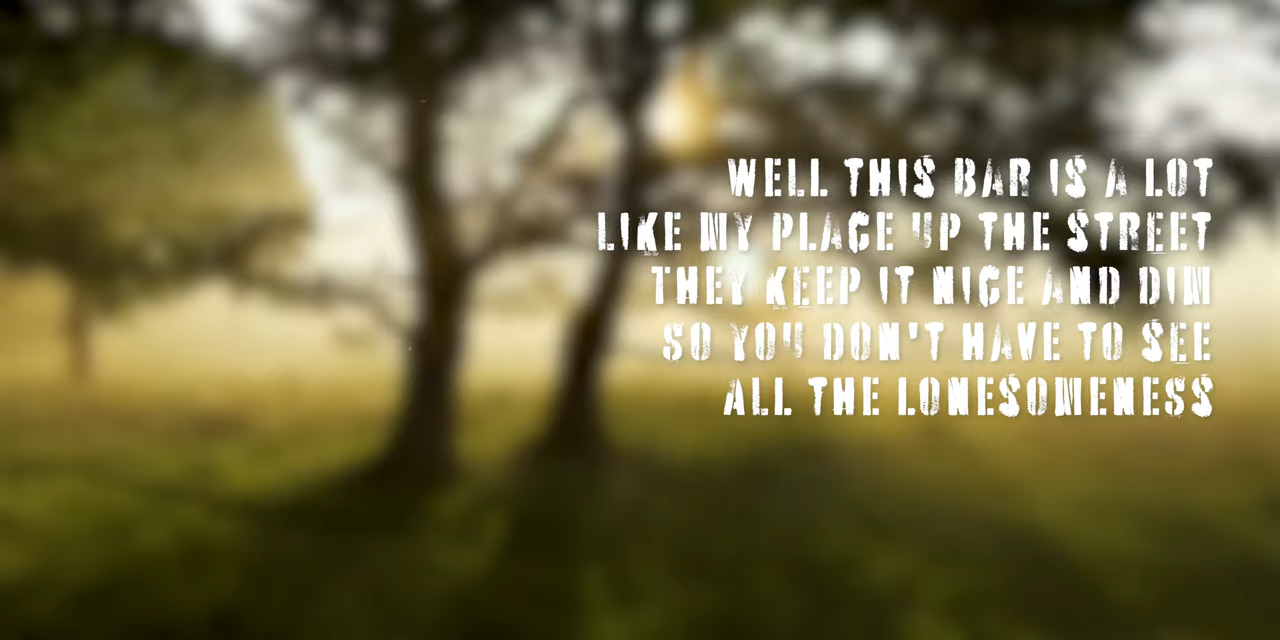 WELL THIS BAR IS A LOT
LIKE MY PLACE UP THE STREET
THEY KEEP IT NICE AND DIM
SO YOU DON'T HAVE TO SEE
ALL THE LONESOMENESS